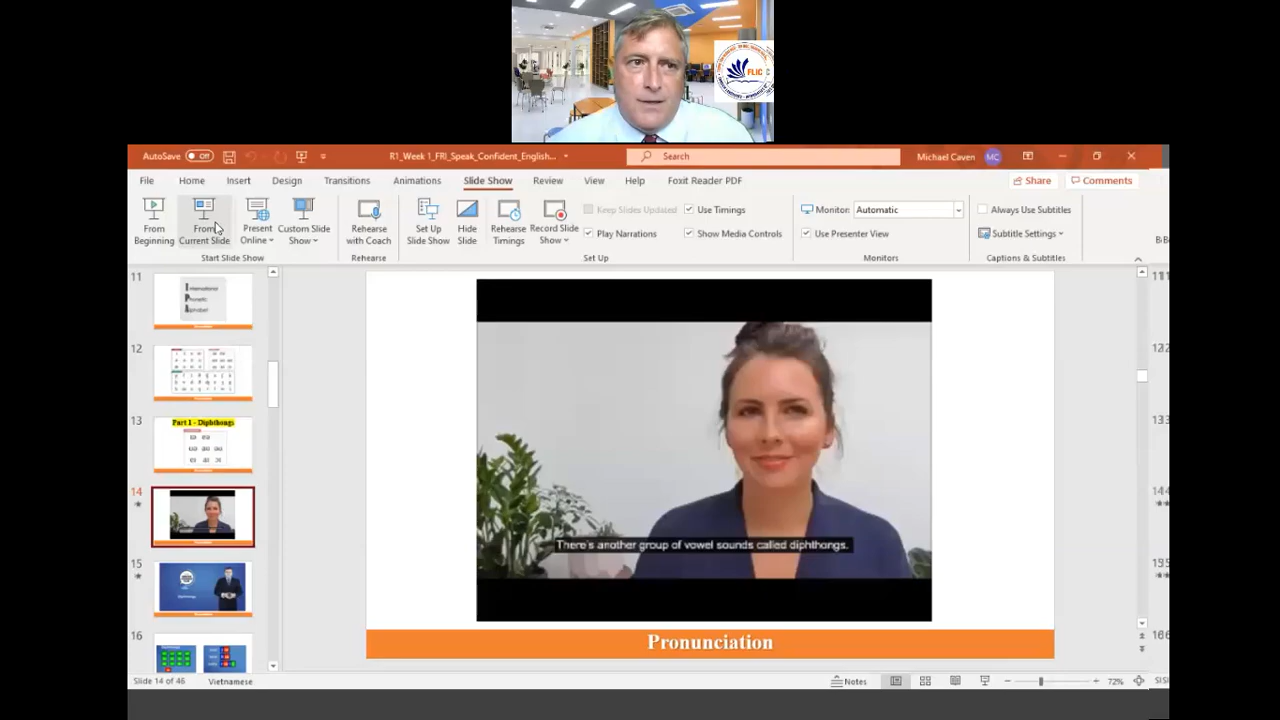 FLIC
AutoSave Off
R1_Week 1_FRI_Speak_Confident_English...
Search
Michael Caven MC
File Home Insert Design Transitions Animations Slide Show Review View Help Foxit Reader PDF
Share Comments
From Beginning
From Current Slide
Present Online
Custom Slide Show
Start Slide Show
Rehearse with Coach
Rehearse
Set Up Slide Show
Hide Slide
Rehearse Timings
Record Slide Show
Keep Slides Updated
Play Narrations
Use Timings
Show Media Controls
Set Up
Monitor: Automatic
Use Presenter View
Monitors
Always Use Subtitles
Subtitle Settings
Captions & Subtitles
11
International
Phonetic
Alphabet
12
13
Part 1 - Diphthongs
14
15
16
There's another group of vowel sounds called diphthongs.
Pronunciation
Slide 14 of 46 Vietnamese
Notes
72%